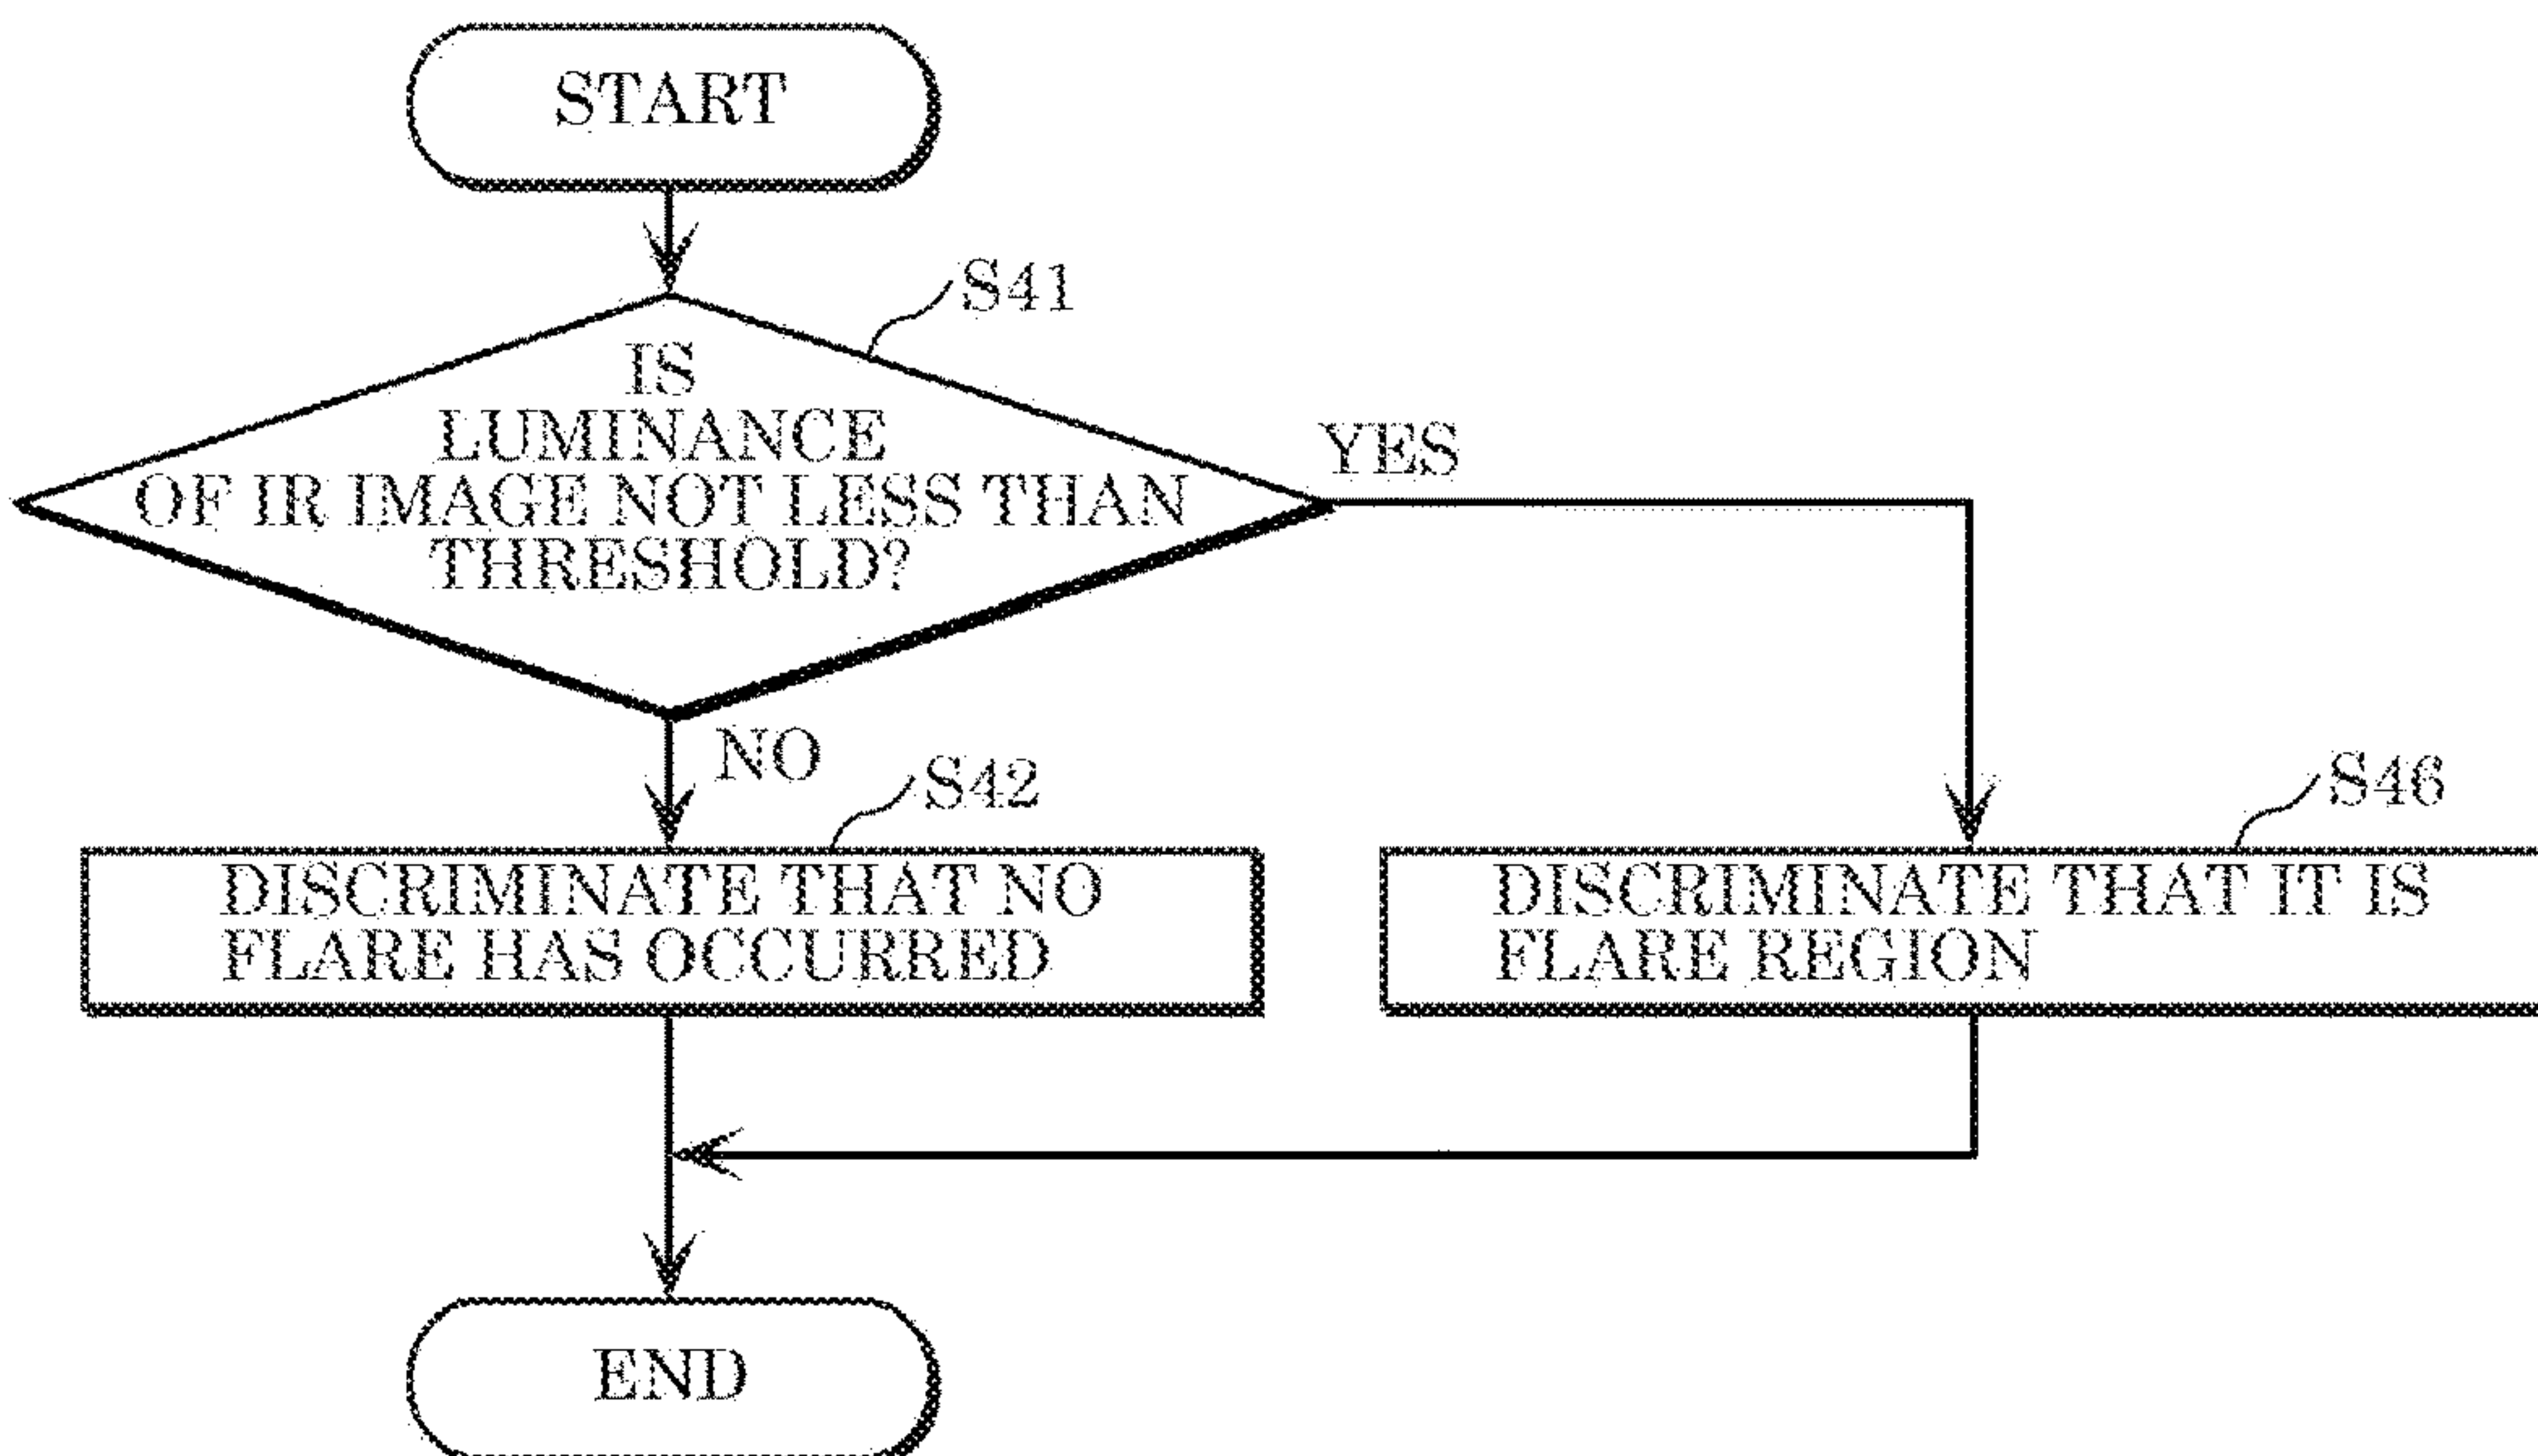 START
S41
IS
LUMINANCE
OF IR IMAGE NOT LESS THAN
THRESHOLD?
YES
NO
S42
S46
DISCRIMINATE THAT NO
FLARE HAS OCCURRED
DISCRIMINATE THAT IT IS
FLARE REGION
END